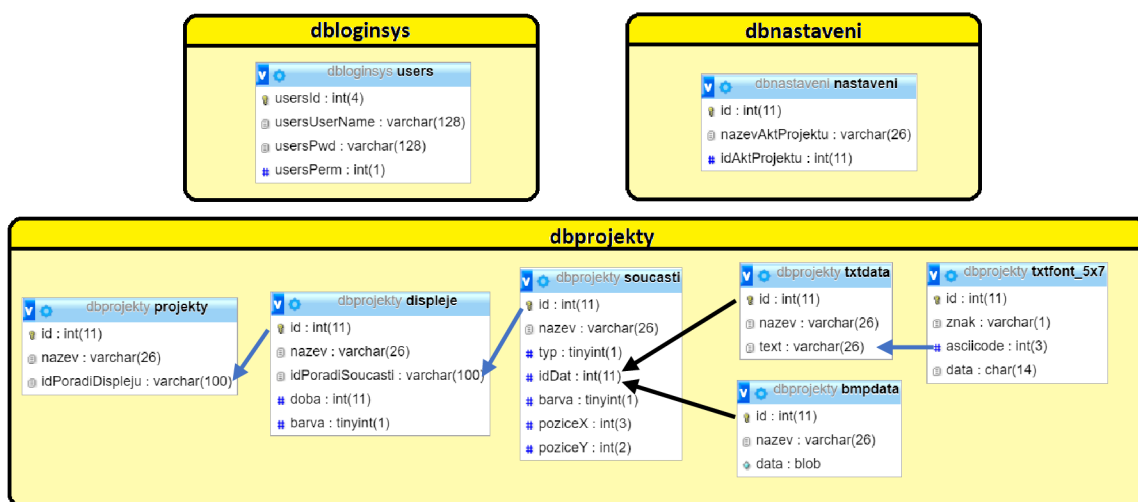 dbloginsys
dbloginsys users
usersId : int(4)
usersUserName : varchar(128)
usersPwd : varchar(128)
usersPerm : int(1)
dbnastaveni
dbnastaveni nastaveni
id : int(11)
nazevAktProjektu : varchar(26)
idAktProjektu : int(11)
dbprojekty
dbprojekty projekty
id : int(11)
nazev : varchar(26)
idPoradiDispleju : varchar(100)
dbprojekty displeje
id : int(11)
nazev : varchar(26)
idPoradiSoucasti : varchar(100)
doba : int(11)
barva : tinyint(1)
dbprojekty soucasti
id : int(11)
nazev : varchar(26)
typ : tinyint(1)
idDat : int(11)
barva : tinyint(1)
poziceX : int(3)
poziceY : int(2)
dbprojekty txtdata
id : int(11)
nazev : varchar(26)
text : varchar(26)
dbprojekty bmpdata
id : int(11)
nazev : varchar(26)
data : blob
dbprojekty txtfont_5x7
id : int(11)
znak : varchar(1)
asciicode : int(3)
data : char(14)